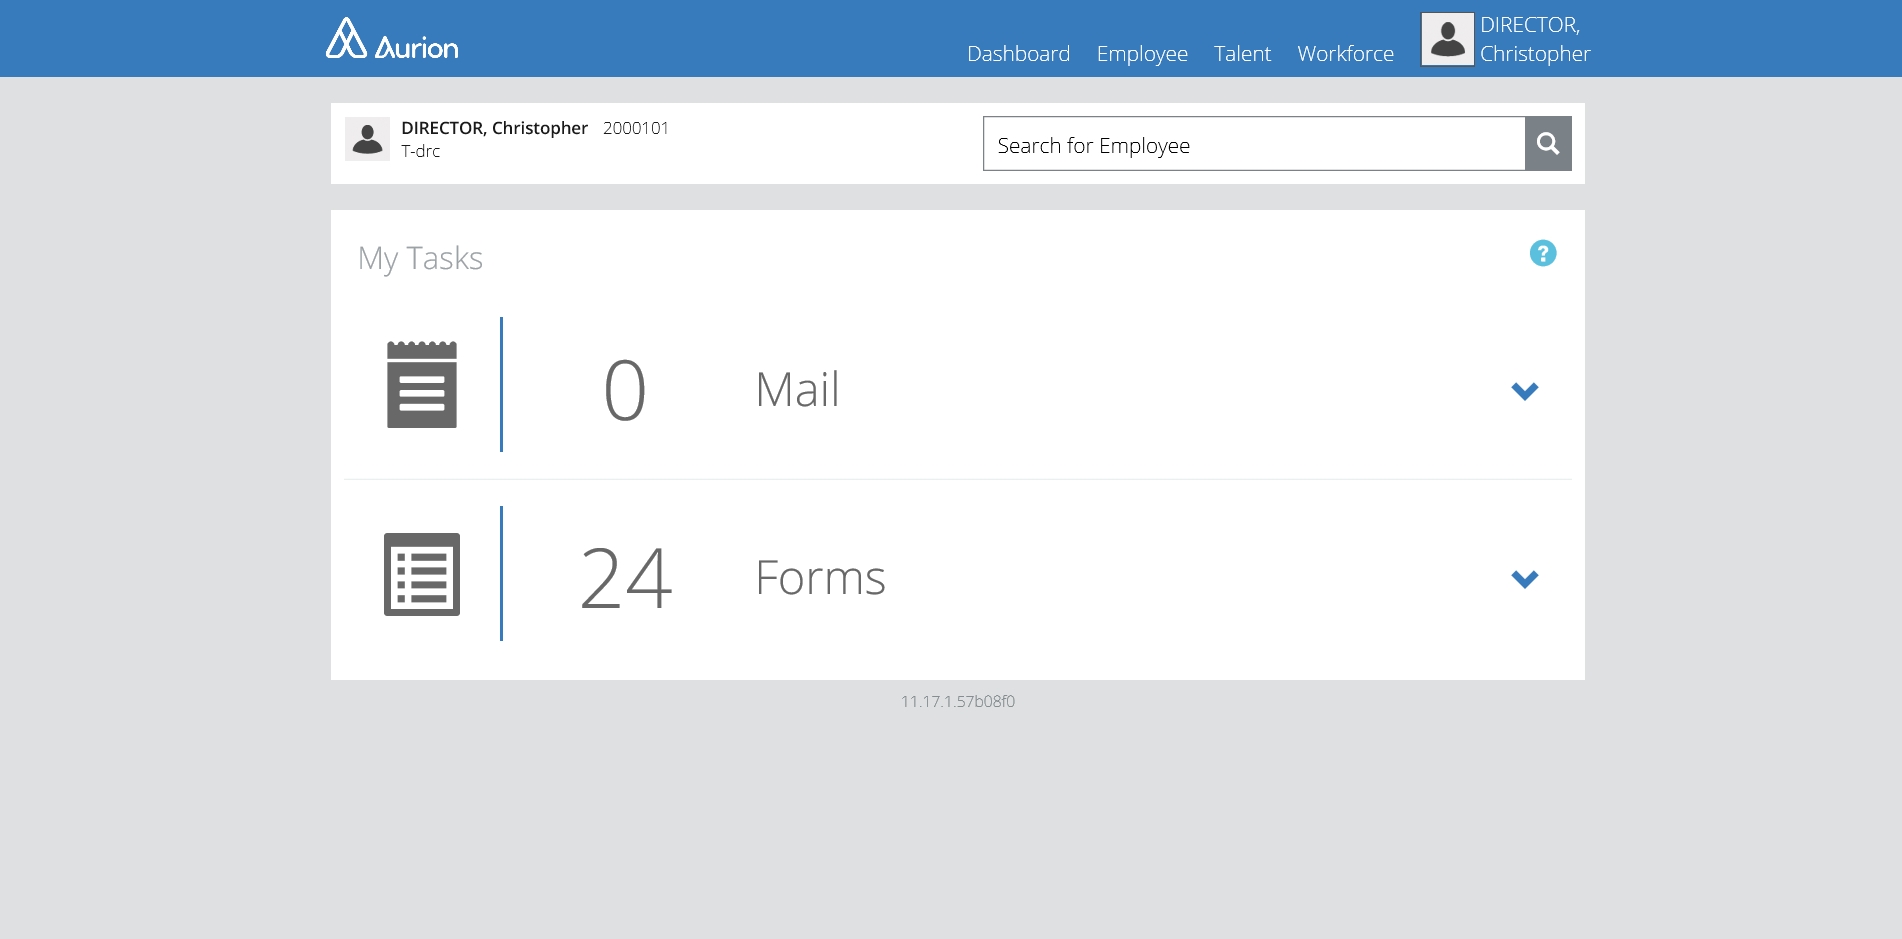 Aurion
Dashboard Employee Talent Workforce
DIRECTOR,
Christopher
DIRECTOR, Christopher 2000101
T-drc
Search for Employee
My Tasks
?
0 Mail
24 Forms
11.17.1.57b08f0